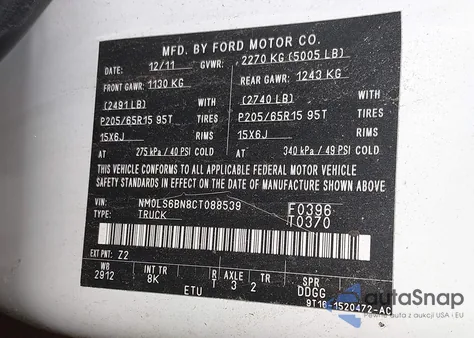 MFD. BY FORD MOTOR CO.
DATE: 12/11 GVWR: 2270 KG (5005 LB)
FRONT GAWR: 1130 KG REAR GAWR: 1243 KG
(2491 LB) WITH (2740 LB) WITH
P205/65R15 95T TIRES P205/65R15 95T TIRES
15X6J RIMS 15X6J RIMS
AT 275 kPa / 40 PSI COLD AT 340 kPa / 49 PSI COLD
THIS VEHICLE CONFORMS TO ALL APPLICABLE FEDERAL MOTOR VEHICLE
SAFETY STANDARDS IN EFFECT ON THE DATE OF MANUFACTURE SHOWN ABOVE.
VIN: NM0LS6BN8CT088539 F0396
TYPE: TRUCK T0370
EXT PNT: Z2
WB INT TR R AXLE TR SPR
2912 8K T 3 2 DDGG
ETU 9T16-1520472-AC
autoSnap
Pewne auta z aukcji USA i EU